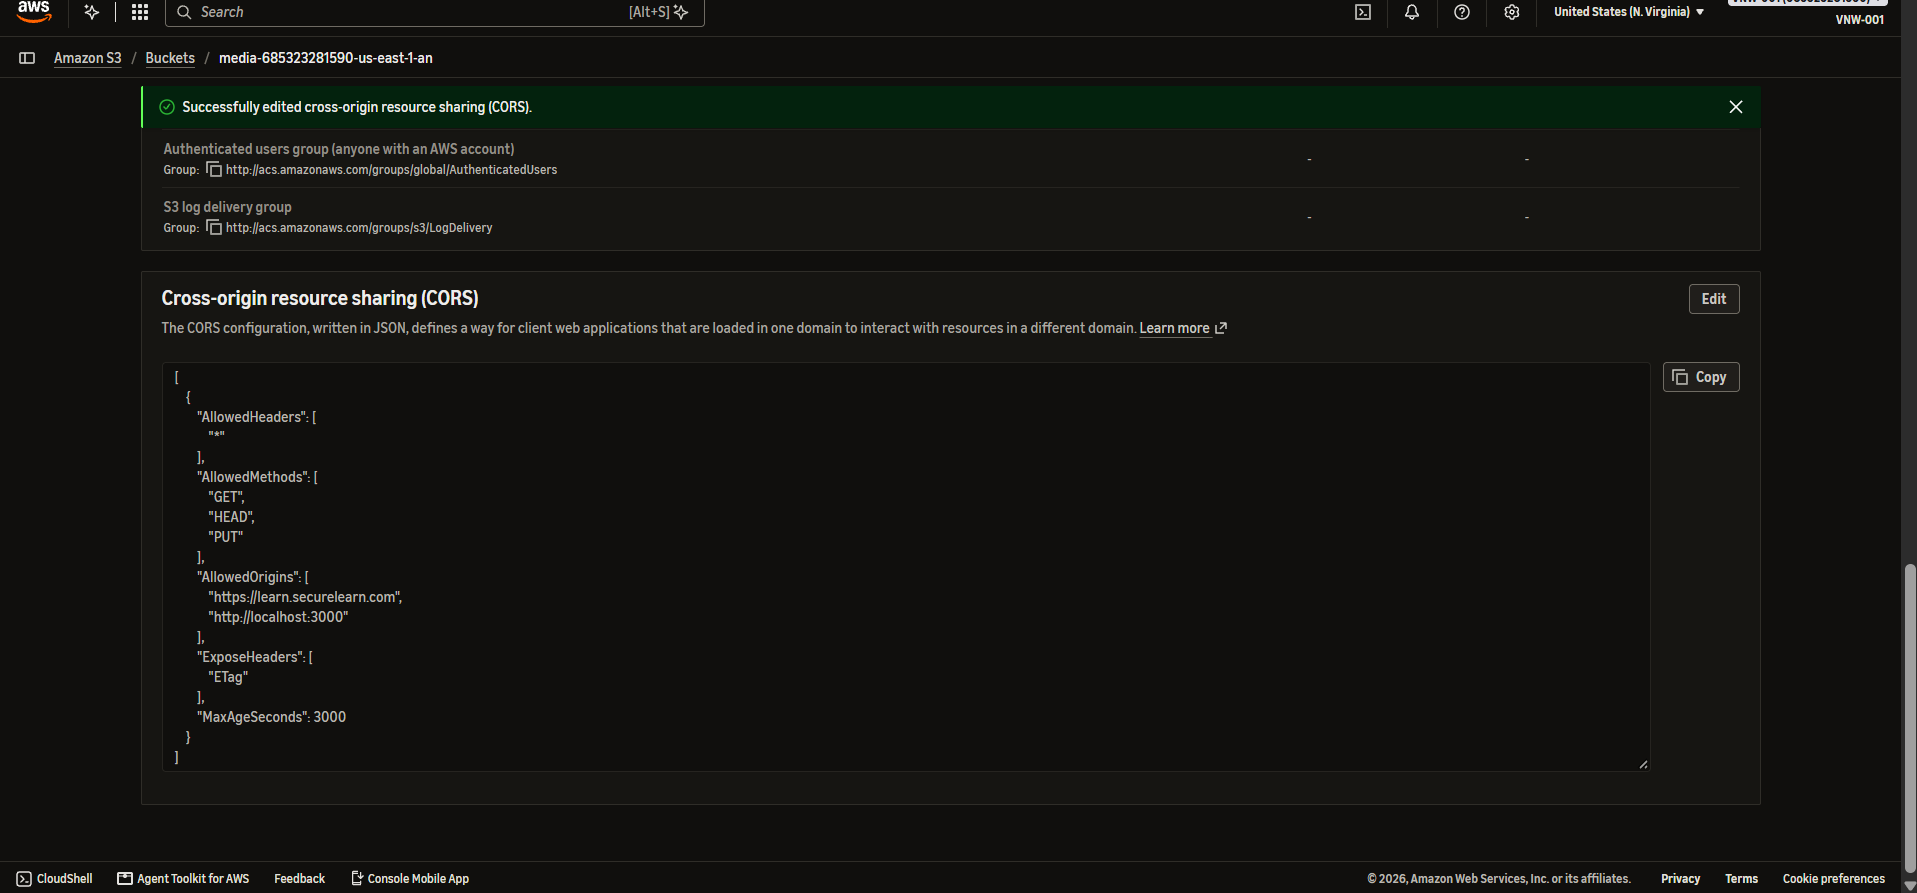 aws
Search [Alt+S]
United States (N. Virginia)
VNW-001
Amazon S3 / Buckets / media-685323281590-us-east-1-an
Successfully edited cross-origin resource sharing (CORS).
Authenticated users group (anyone with an AWS account)
Group: http://acs.amazonaws.com/groups/global/AuthenticatedUsers
- -
S3 log delivery group
Group: http://acs.amazonaws.com/groups/s3/LogDelivery
- -
Cross-origin resource sharing (CORS)
Edit
The CORS configuration, written in JSON, defines a way for client web applications that are loaded in one domain to interact with resources in a different domain. Learn more
Copy
[
{
"AllowedHeaders": [
"*"
],
"AllowedMethods": [
"GET",
"HEAD",
"PUT"
],
"AllowedOrigins": [
"https://learn.securelearn.com",
"http://localhost:3000"
],
"ExposeHeaders": [
"ETag"
],
"MaxAgeSeconds": 3000
}
]
CloudShell Agent Toolkit for AWS Feedback Console Mobile App © 2026, Amazon Web Services, Inc. or its affiliates. Privacy Terms Cookie preferences